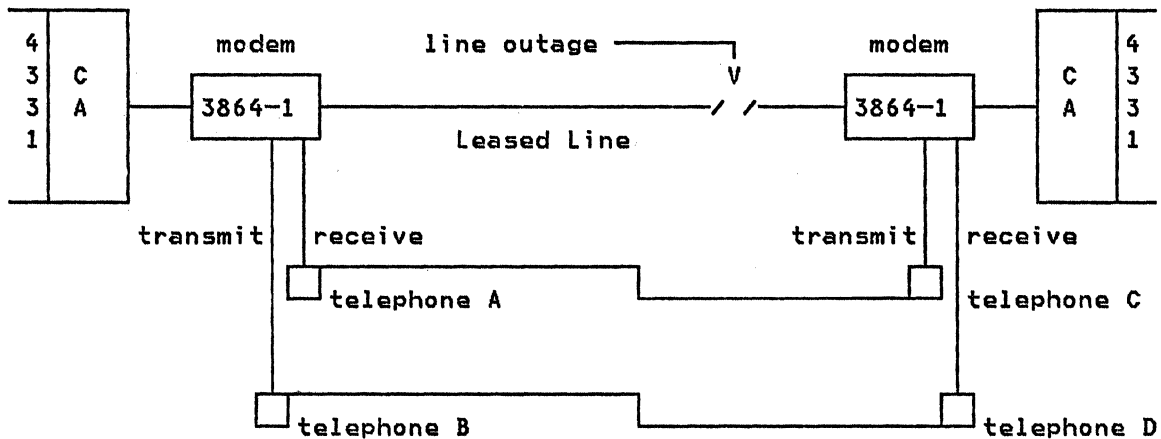 4
3
3
1
C
A
modem
3864-1
line outage
V
Leased Line
modem
3864-1
C
A
4
3
3
1
transmit
receive
transmit
receive
telephone A
telephone C
telephone B
telephone D